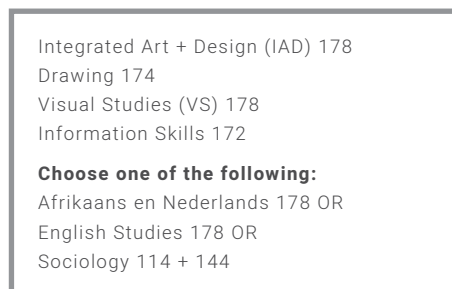 Integrated Art + Design (IAD) 178
Drawing 174
Visual Studies (VS) 178
Information Skills 172
Choose one of the following:
Afrikaans en Nederlands 178 OR
English Studies 178 OR
Sociology 114 + 144